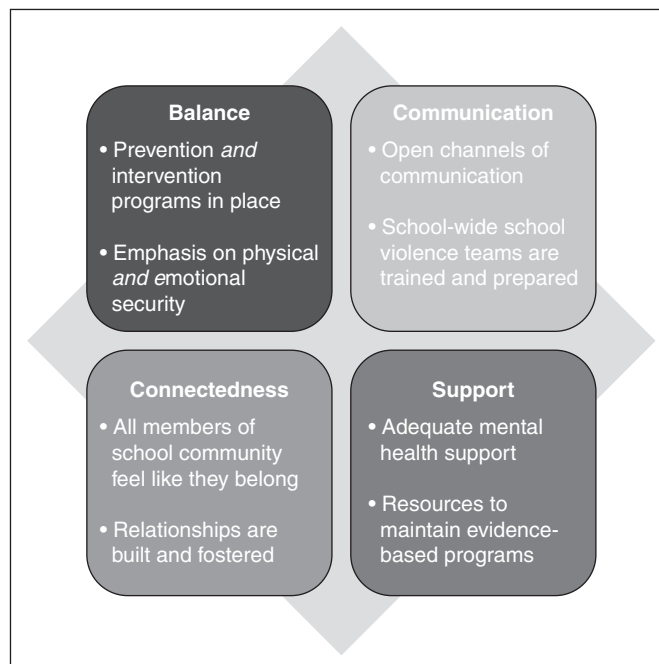 Balance
• Prevention and
intervention
programs in place
• Emphasis on physical
and emotional
security
Communication
• Open channels of
communication
• School-wide school
violence teams are
trained and prepared
Connectedness
• All members of
school community
feel like they belong
• Relationships are
built and fostered
Support
• Adequate mental
health support
• Resources to
maintain evidence-
based programs